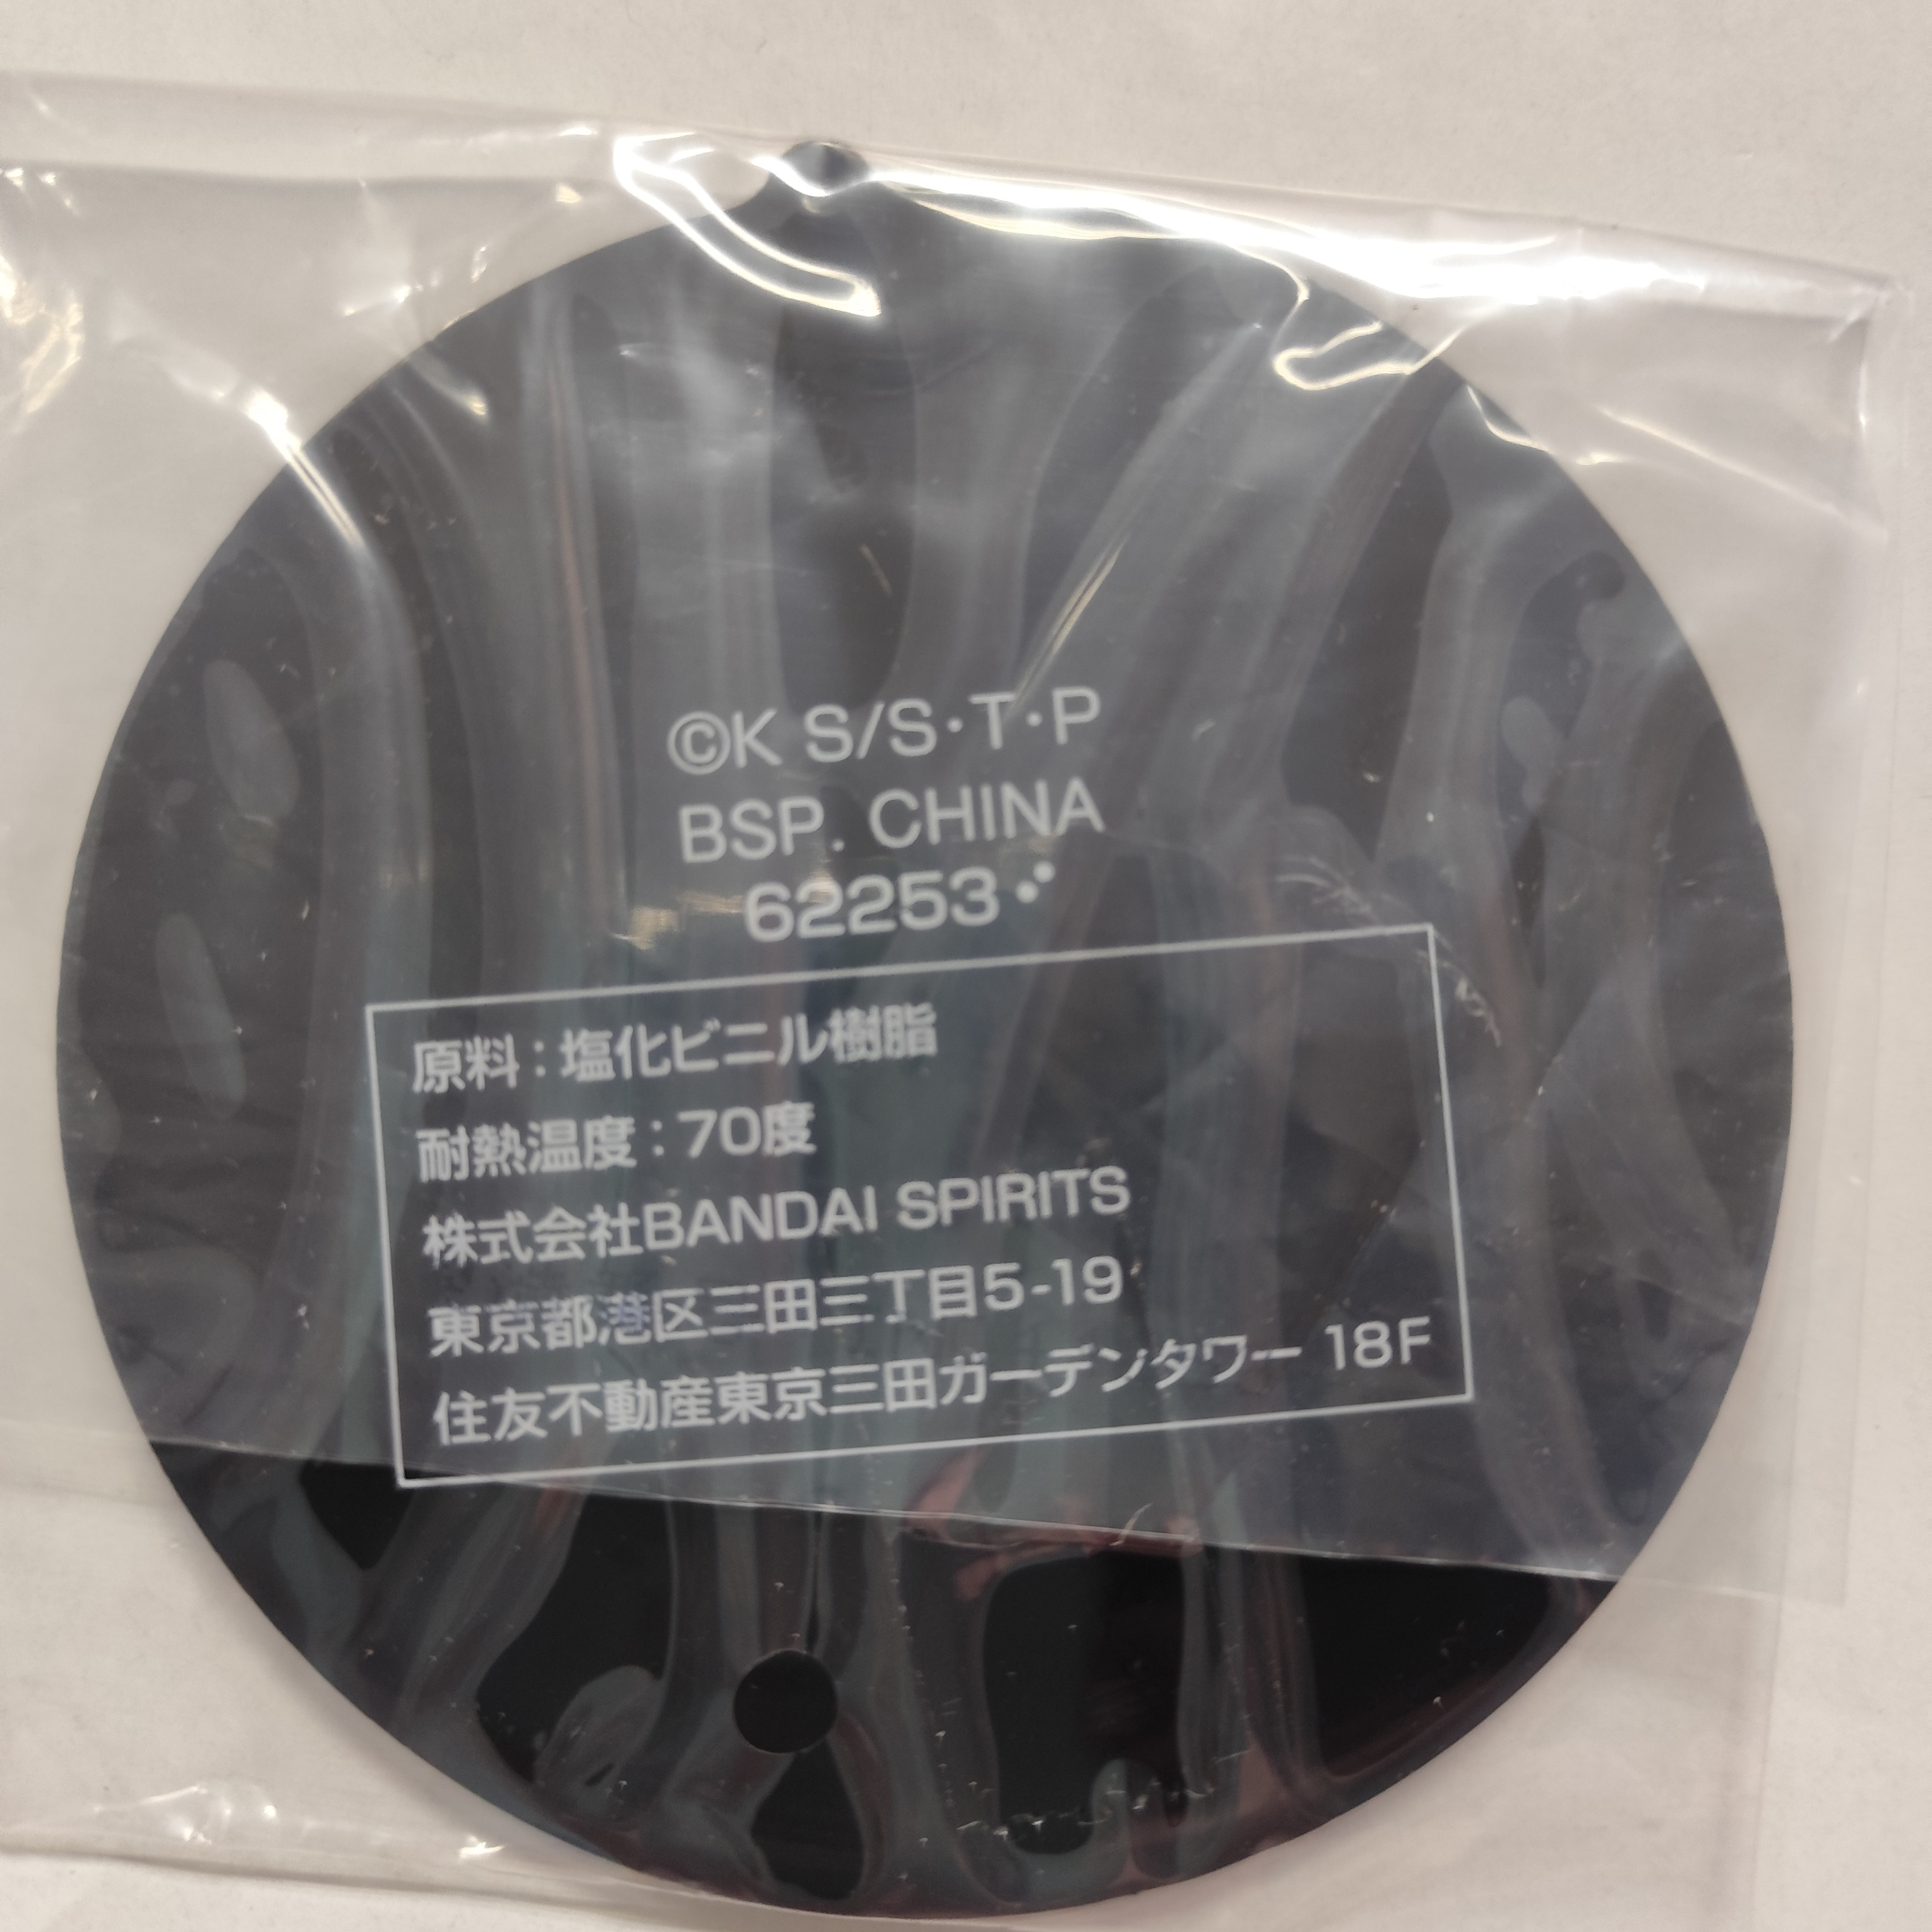 ©K S/S・T・P
BSP. CHINA
62253
原料：塩化ビニル樹脂
耐熱温度：70度
株式会社BANDAI SPIRITS
東京都港区三田三丁目5-19
住友不動産東京三田ガーデンタワー 18F